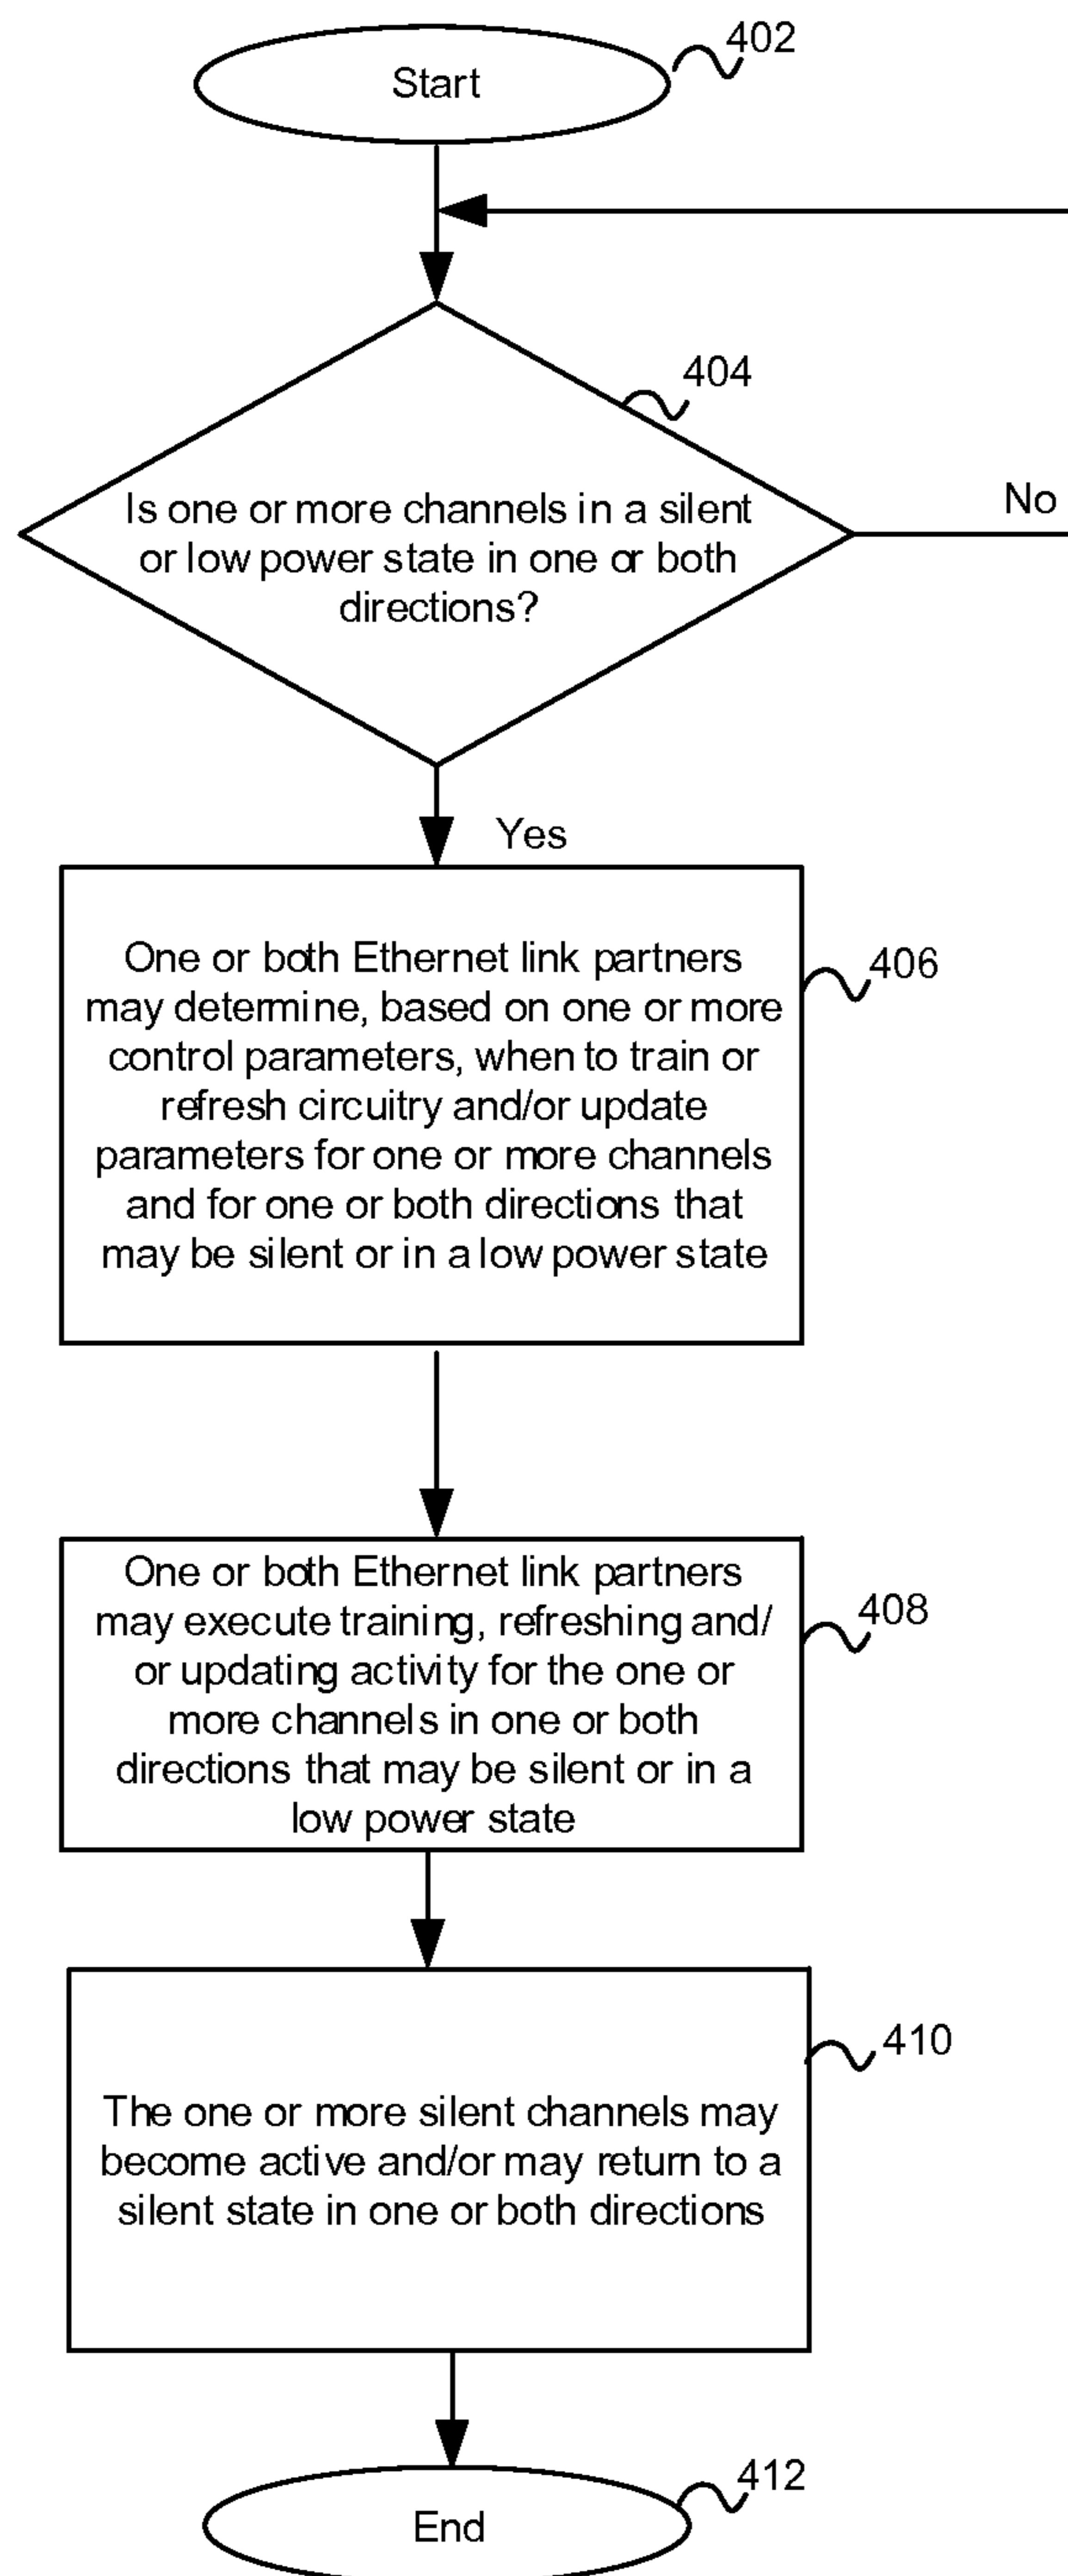 402
Start
404
Is one or more channels in a silent
or low power state in one or both
directions?
No
Yes
One or both Ethernet link partners
may determine, based on one or more
control parameters, when to train or
refresh circuitry and/or update
parameters for one or more channels
and for one or both directions that
may be silent or in a low power state
406
One or both Ethernet link partners
may execute training, refreshing and/
or updating activity for the one or
more channels in one or both
directions that may be silent or in a
low power state
408
The one or more silent channels may
become active and/or may return to a
silent state in one or both directions
410
412
End